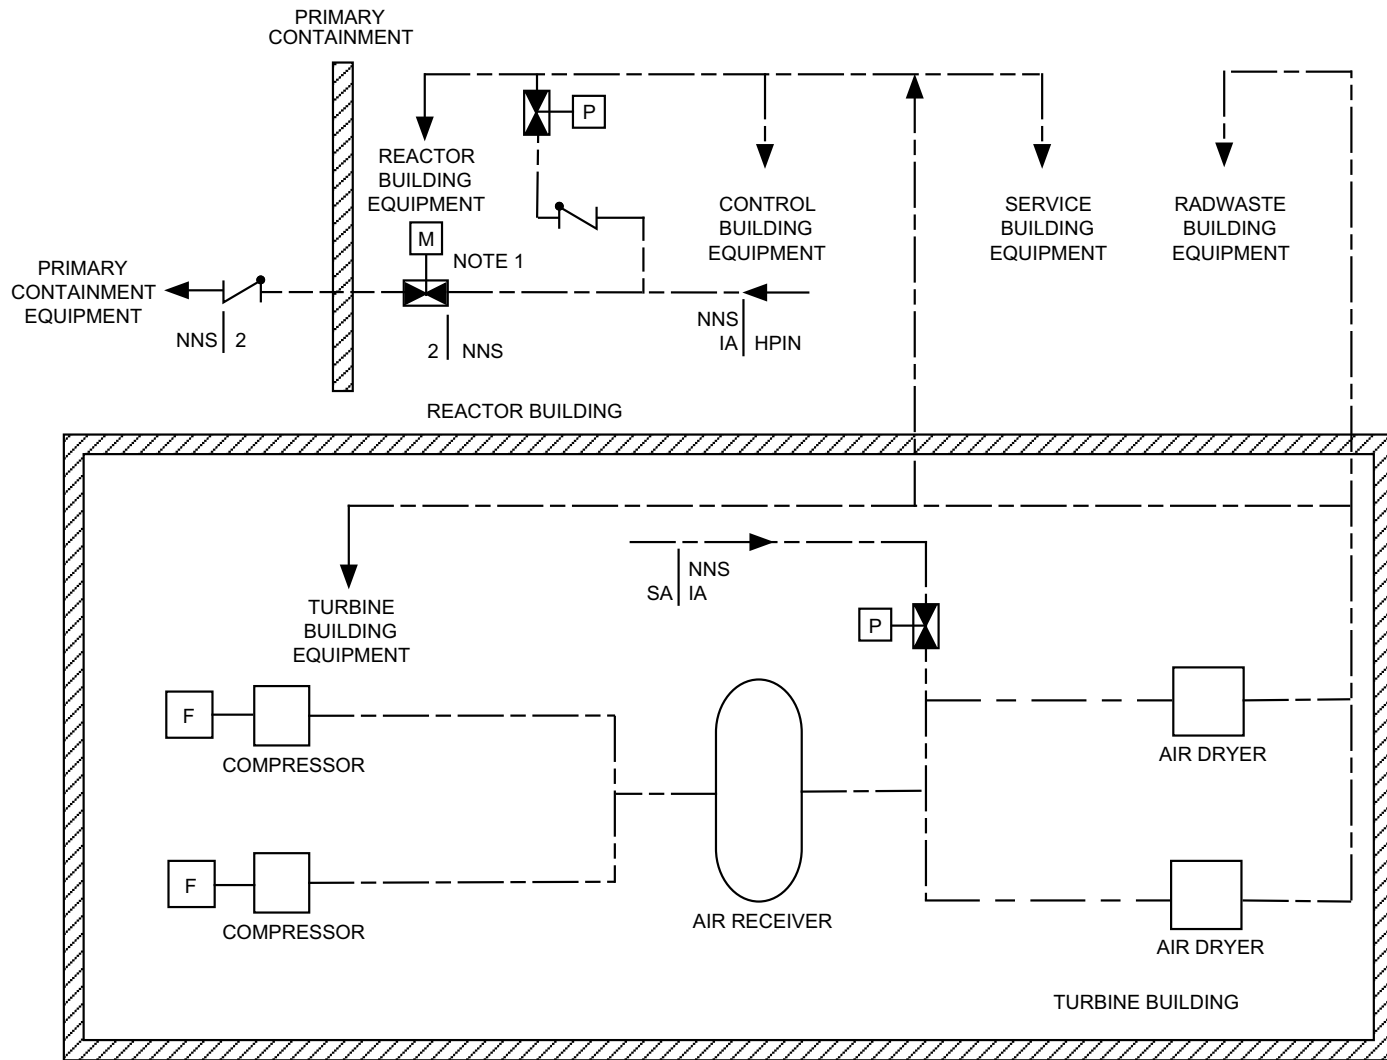 PRIMARY
CONTAINMENT
P
REACTOR
BUILDING
EQUIPMENT
CONTROL
BUILDING
EQUIPMENT
SERVICE
BUILDING
EQUIPMENT
RADWASTE
BUILDING
EQUIPMENT
M
NOTE 1
PRIMARY
CONTAINMENT
EQUIPMENT
NNS 2
2 NNS
NNS
IA HPIN
REACTOR BUILDING
NNS
SA IA
TURBINE
BUILDING
EQUIPMENT
P
F
COMPRESSOR
AIR DRYER
F
COMPRESSOR
AIR RECEIVER
AIR DRYER
TURBINE BUILDING